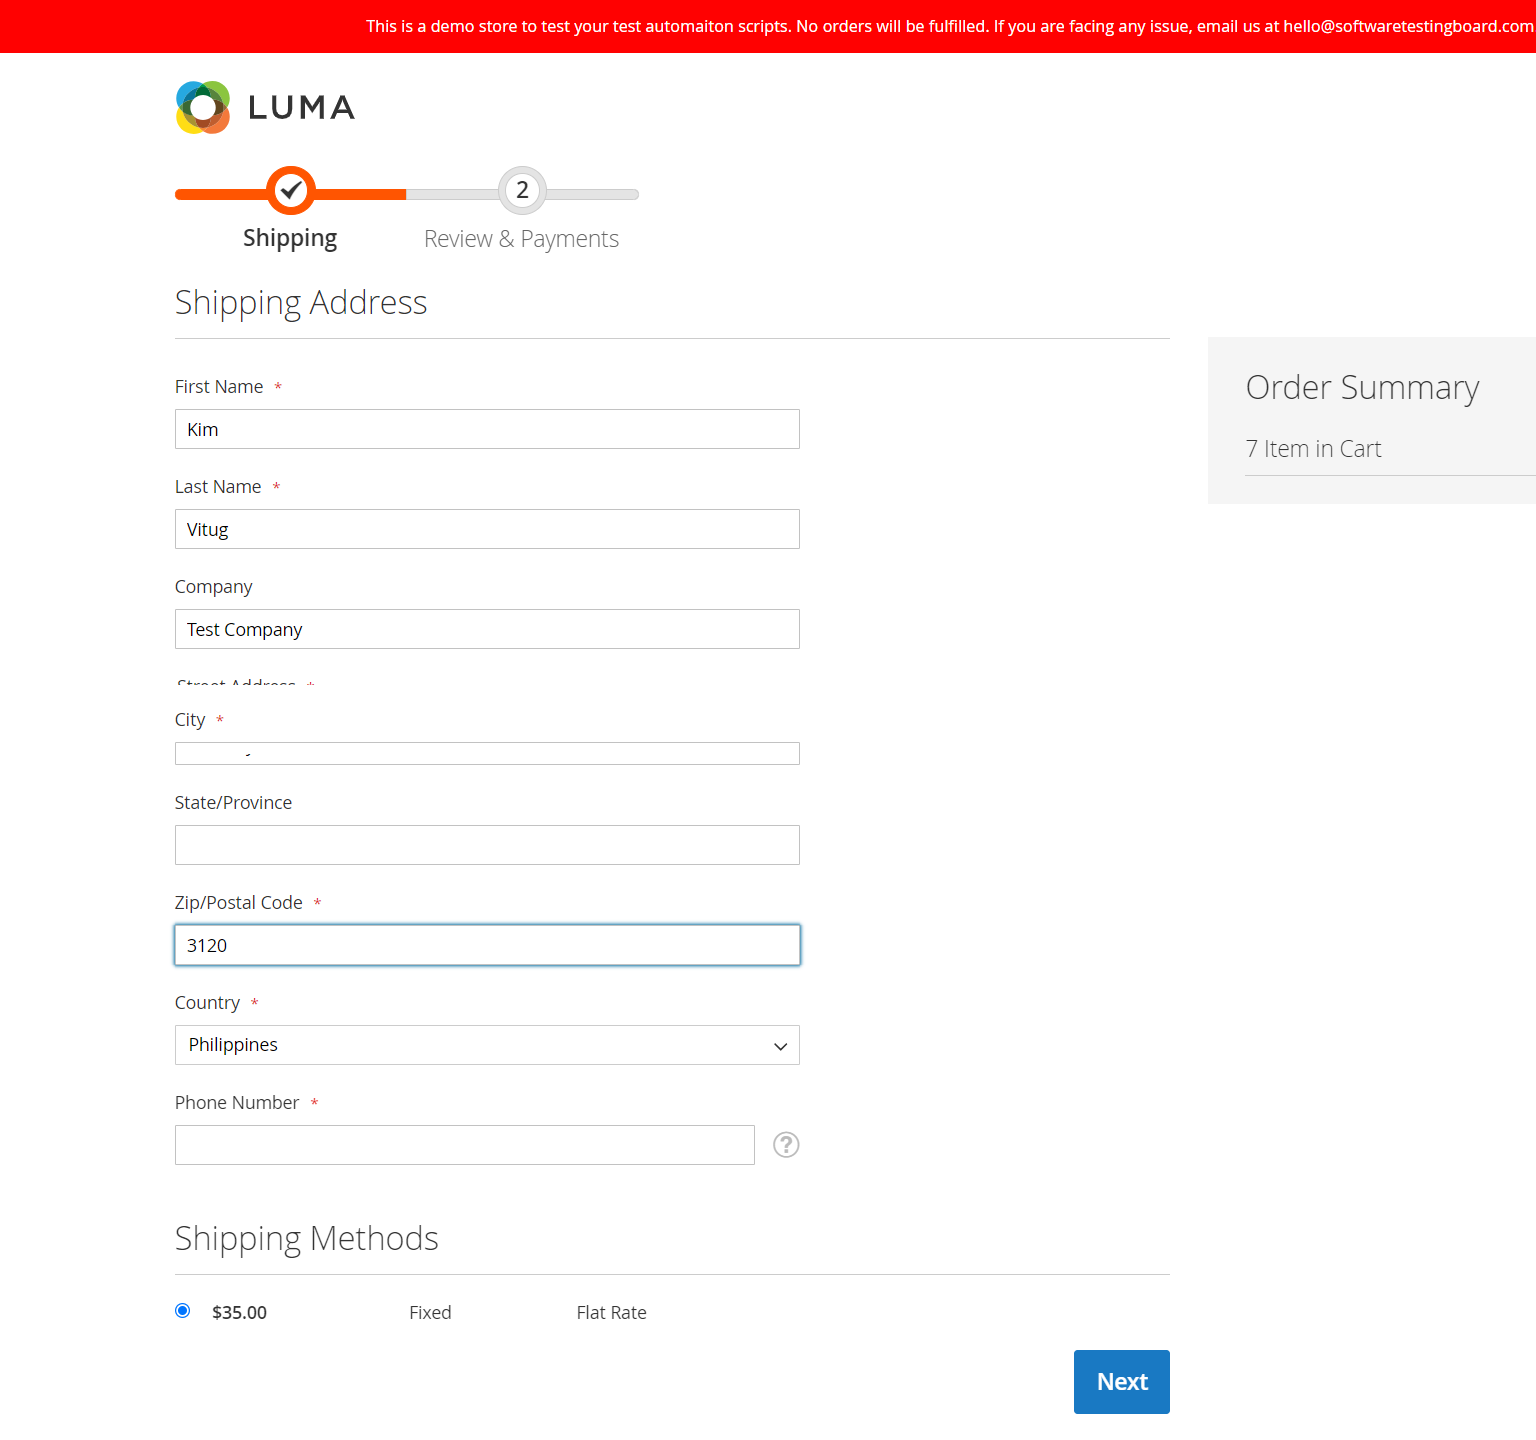 This is a demo store to test your test automaiton scripts. No orders will be fulfilled. If you are facing any issue, email us at hello@softwaretestingboard.com
LUMA
2
Shipping
Review & Payments
Shipping Address
First Name *
Kim
Last Name *
Vitug
Company
Test Company
Street Address *
City *
State/Province
Zip/Postal Code *
3120
Country *
Philippines
Phone Number *
?
Shipping Methods
$35.00 Fixed Flat Rate
Next
Order Summary
7 Item in Cart